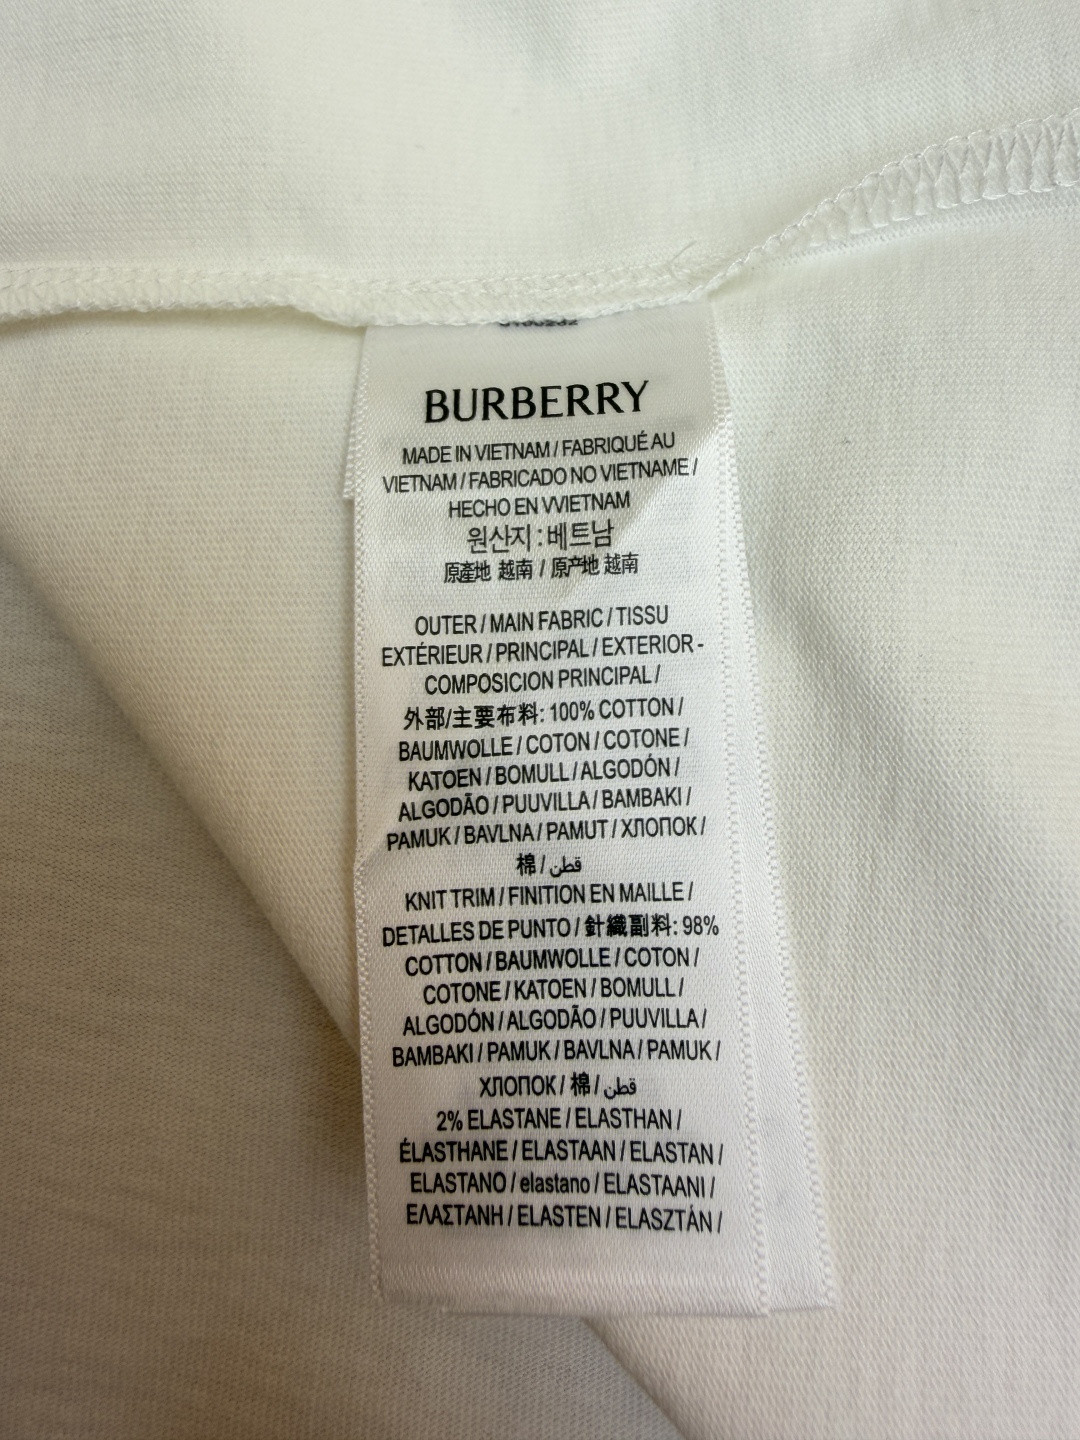 BURBERRY
MADE IN VIETNAM / FABRIQUÉ AU
VIETNAM / FABRICADO NO VIETNAME /
HECHO EN VVIETNAM
원산지 : 베트남
原產地 越南 / 原产地 越南
OUTER / MAIN FABRIC / TISSU
EXTÉRIEUR / PRINCIPAL / EXTERIOR -
COMPOSICION PRINCIPAL /
外部/主要布料: 100% COTTON /
BAUMWOLLE / COTON / COTONE /
KATOEN / BOMULL / ALGODÓN /
ALGODÃO / PUUVILLA / BAMBAKI /
PAMUK / BAVLNA / PAMUT / ХЛОПОК /
棉 / قطن
KNIT TRIM / FINITION EN MAILLE /
DETALLES DE PUNTO / 針織副料: 98%
COTTON / BAUMWOLLE / COTON /
COTONE / KATOEN / BOMULL /
ALGODÓN / ALGODÃO / PUUVILLA /
BAMBAKI / PAMUK / BAVLNA / PAMUK /
ХЛОПОК / 棉 / قطن
2% ELASTANE / ELASTHAN /
ÉLASTHANE / ELASTAAN / ELASTAN /
ELASTANO / elastano / ELASTAANI /
ΕΛΑΣΤΑΝΗ / ELASTEN / ELASZTÁN /